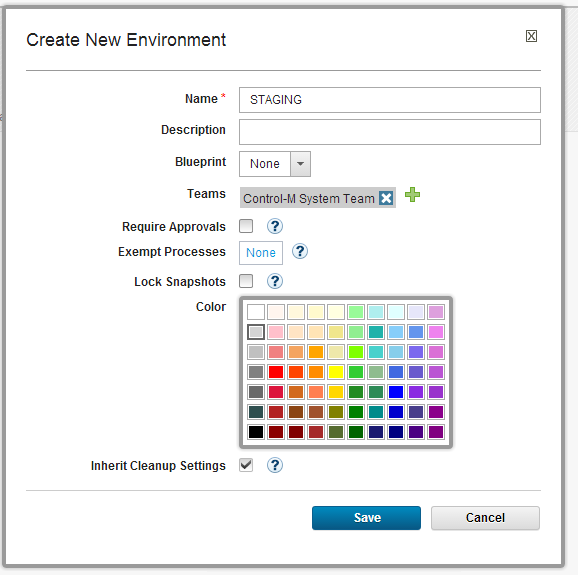 Create New Environment
Name * STAGING
Description
Blueprint None
Teams Control-M System Team
Require Approvals ?
Exempt Processes None ?
Lock Snapshots ?
Color
Inherit Cleanup Settings ?
Save Cancel